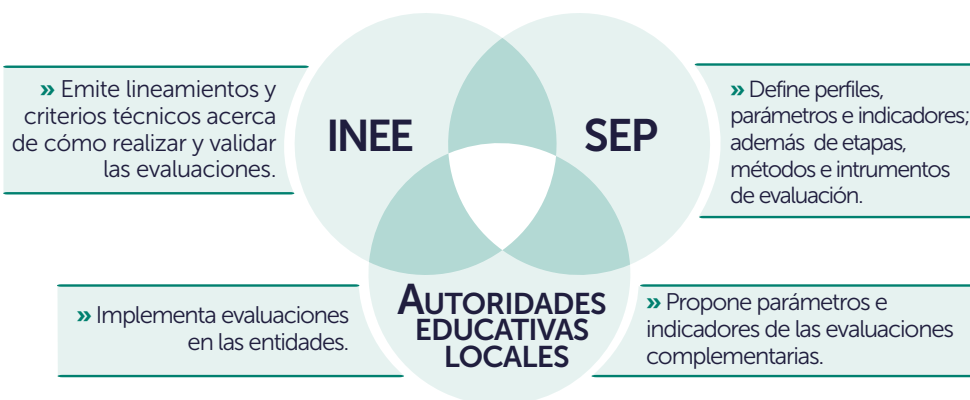 » Emite lineamientos y
criterios técnicos acerca
de cómo realizar y validar
las evaluaciones.
INEE
SEP
» Define perfiles,
parámetros e indicadores;
además de etapas,
métodos e intrumentos
de evaluación.
» Implementa evaluaciones
en las entidades.
AUTORIDADES
EDUCATIVAS
LOCALES
» Propone parámetros e
indicadores de las evaluaciones
complementarias.